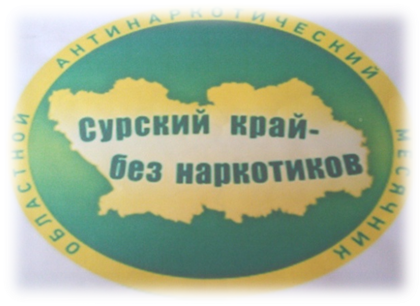 ОБЛАСТНОЙ АНТИНАРКОТИЧЕСКИЙ МЕСЯЧНИК
Сурский край-
без наркотиков